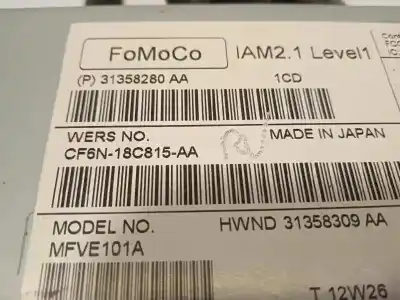 FoMoCo
IAM2.1 Level1
(P) 31358280 AA
1CD
WERS NO.
MADE IN JAPAN
CF6N-18C815-AA
MODEL NO.
HWND 31358309 AA
MFVE101A
T 12W26